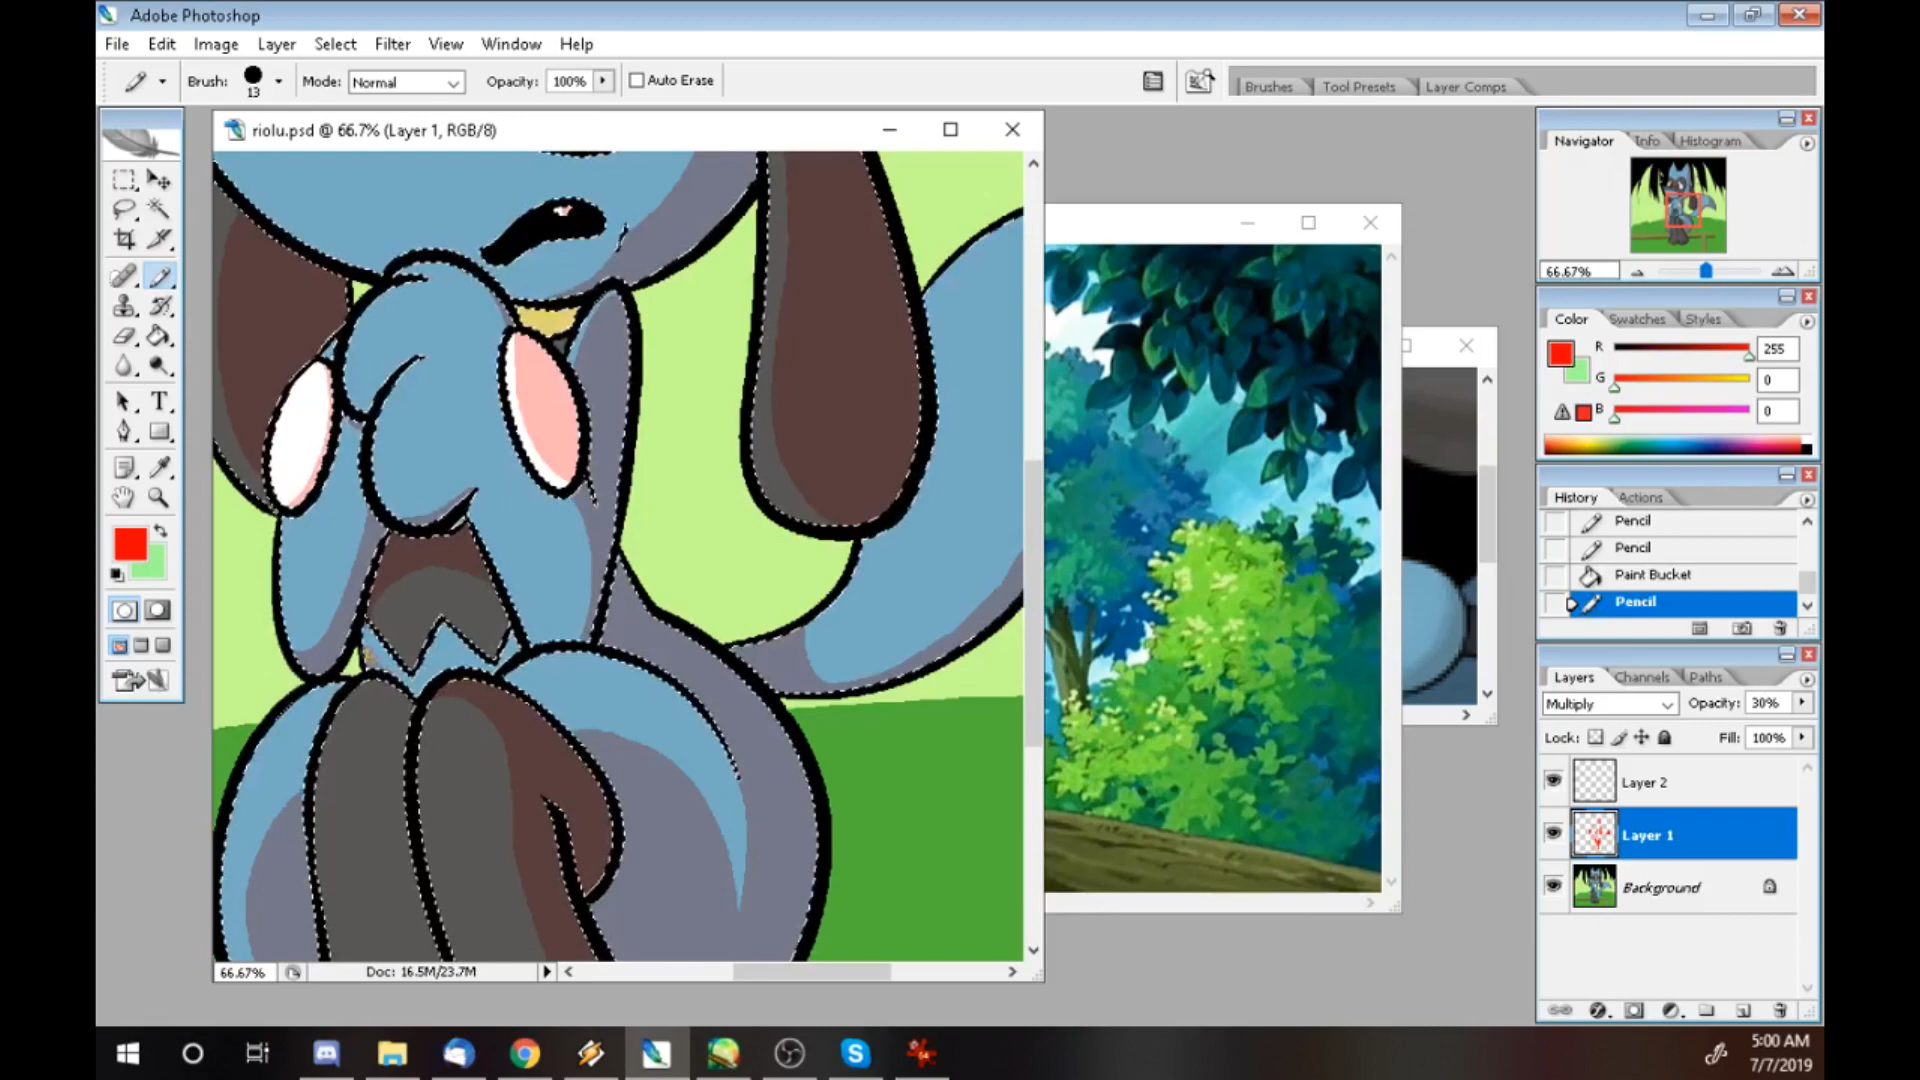 Adobe Photoshop
File Edit Image Layer Select Filter View Window Help
Brush: 13 Mode: Normal Opacity: 100% Auto Erase Brushes Tool Presets Layer Comps
riolu.psd @ 66.7% (Layer 1, RGB/8)
Navigator Info Histogram
66.67%
Color Swatches Styles
R 255
G 0
B 0
History Actions
Pencil
Pencil
Paint Bucket
Pencil
Layers Channels Paths
Multiply Opacity: 30%
Lock: Fill: 100%
Layer 2
Layer 1
Background
66.67% Doc: 16.5M/23.7M
5:00 AM
7/7/2019